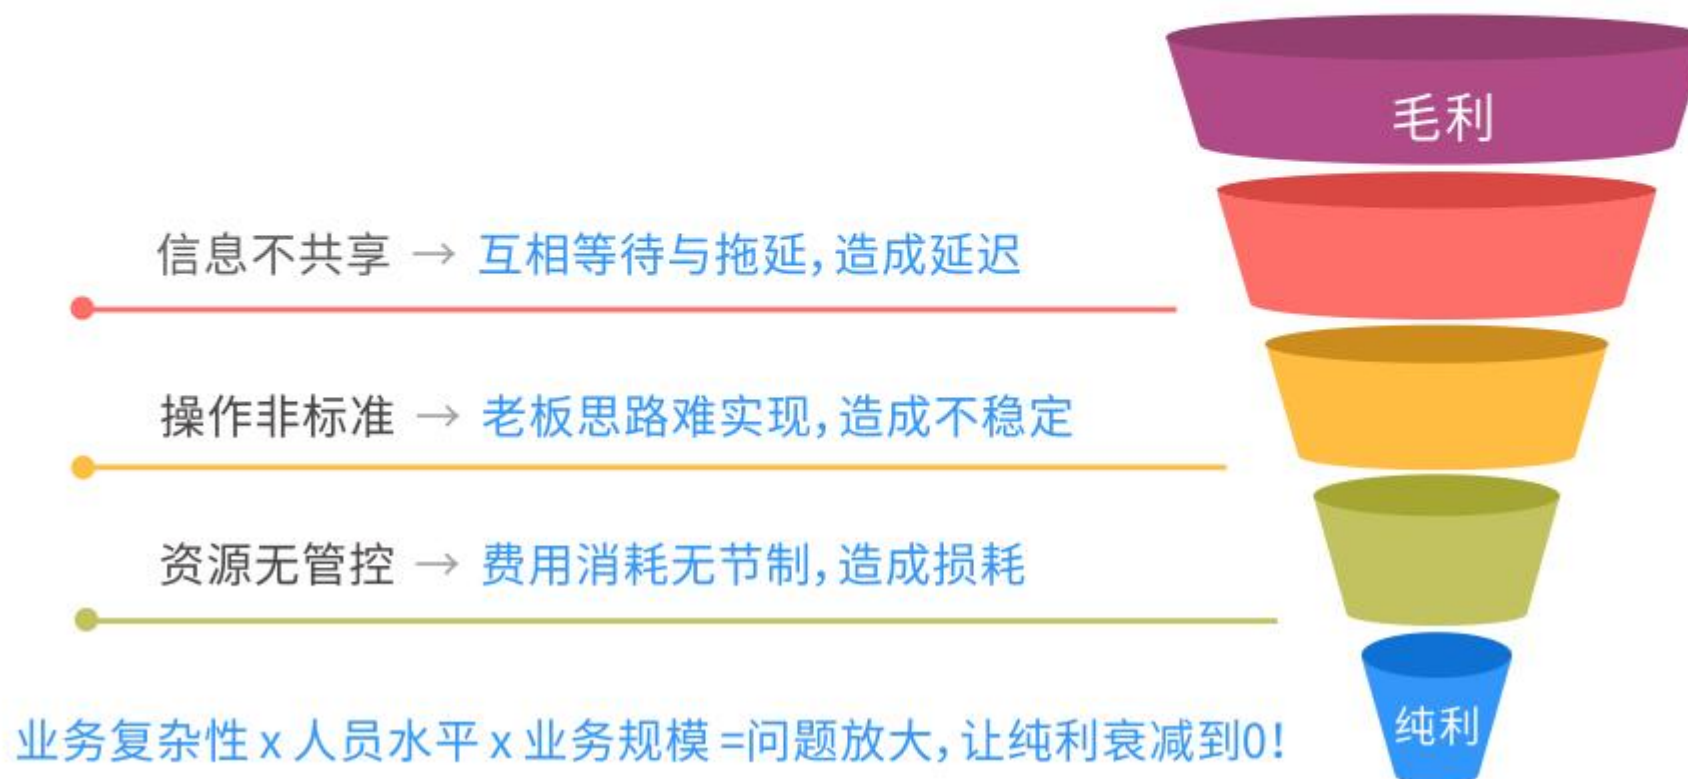 毛利
信息不共享 → 互相等待与拖延,造成延迟
操作非标准 → 老板思路难实现,造成不稳定
资源无管控 → 费用消耗无节制,造成损耗
业务复杂性 x 人员水平 x 业务规模 =问题放大,让纯利衰减到0!
纯利